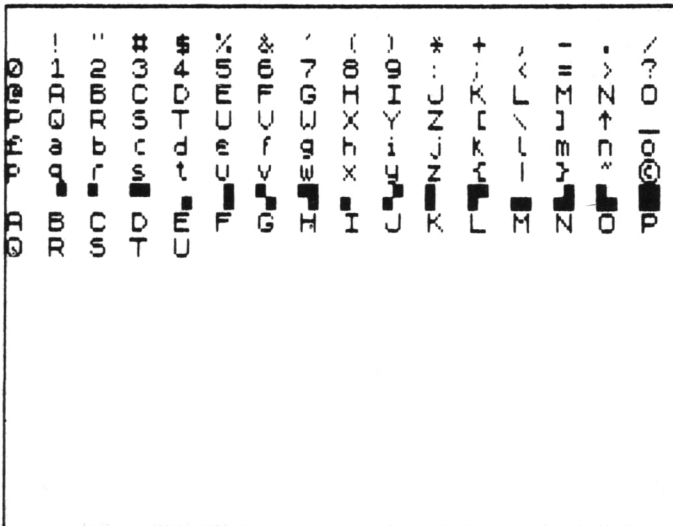 ! " # $ % & ' ( ) * + , - . /
0 1 2 3 4 5 6 7 8 9 : ; < = > ?
@ A B C D E F G H I J K L M N O
P Q R S T U V W X Y Z [ \ ] ↑ _
£ a b c d e f g h i j k l m n o
p q r s t u v w x y z { | } ~ ©
▝ ▘ ▀ ▗ ▐ ▚ ▜ ▖ ▞ ▌ ▛ ▄ ▟ ▙ █
A B C D E F G H I J K L M N O P
Q R S T U